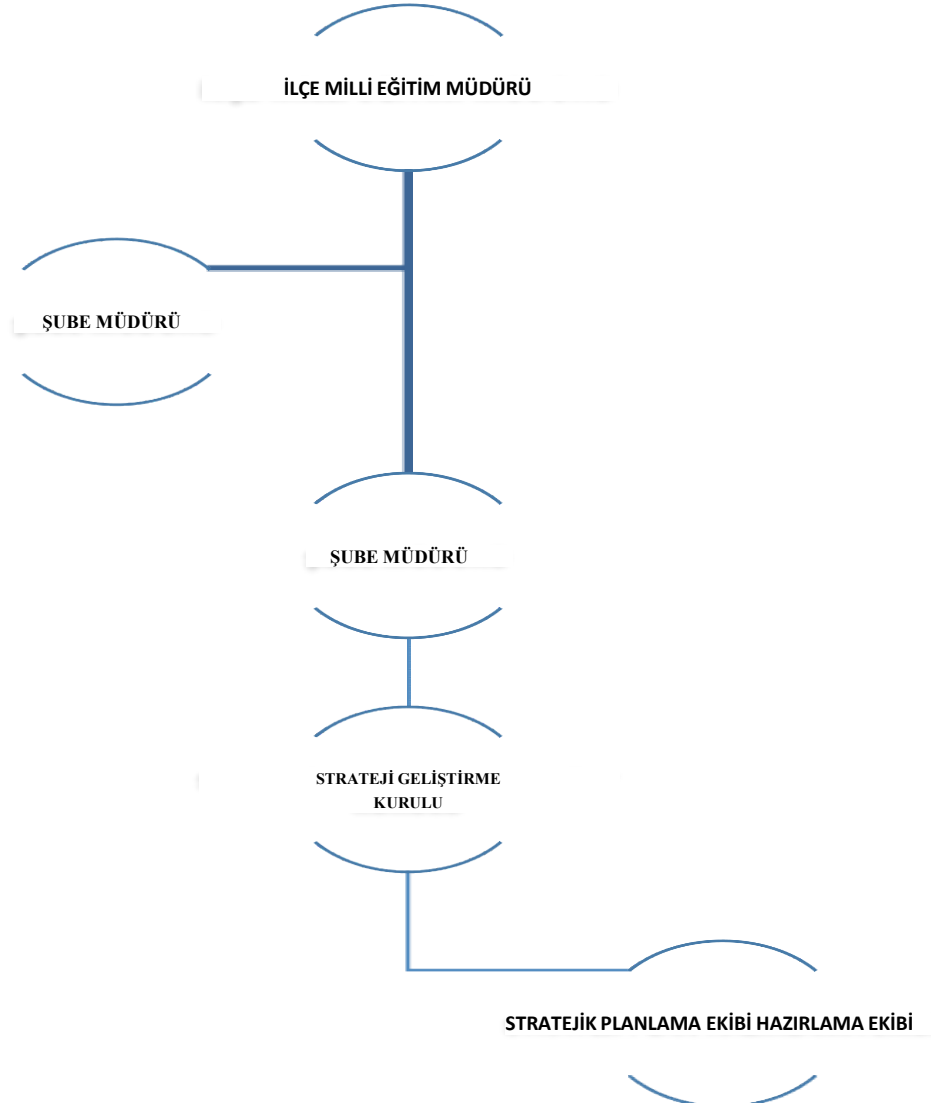 İLÇE MİLLİ EĞİTİM MÜDÜRÜ
ŞUBE MÜDÜRÜ
ŞUBE MÜDÜRÜ
STRATEJİ GELİŞTİRME
KURULU
STRATEJİK PLANLAMA EKİBİ HAZIRLAMA EKİBİ